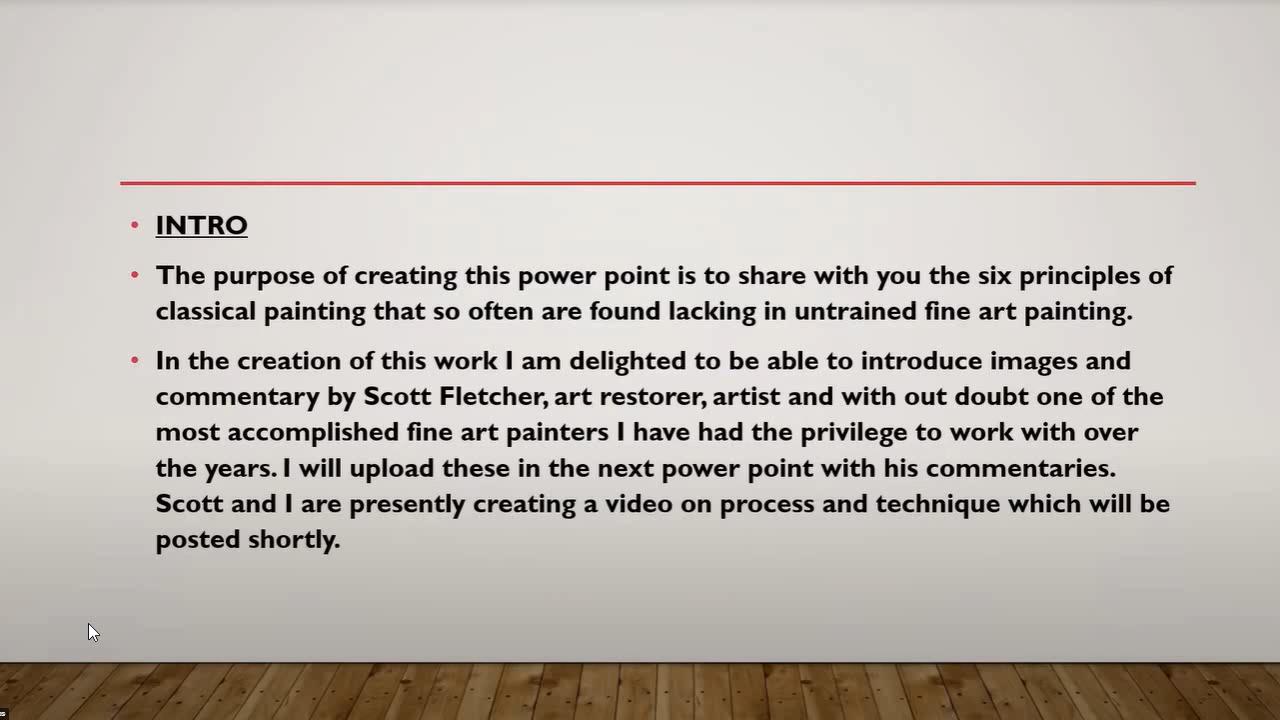 INTRO
The purpose of creating this power point is to share with you the six principles of
classical painting that so often are found lacking in untrained fine art painting.
In the creation of this work I am delighted to be able to introduce images and
commentary by Scott Fletcher, art restorer, artist and with out doubt one of the
most accomplished fine art painters I have had the privilege to work with over
the years. I will upload these in the next power point with his commentaries.
Scott and I are presently creating a video on process and technique which will be
posted shortly.